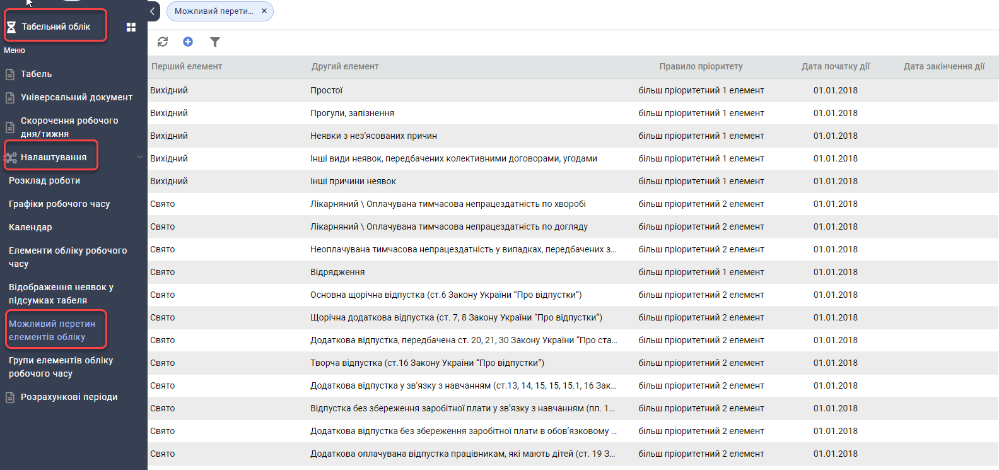 Табельний облік
Меню
Табель
Універсальний документ
Скорочення робочого
дня/тижня
Налаштування
Розклад роботи
Графіки робочого часу
Календар
Елементи обліку робочого
часу
Відображення неявок у
підсумках табеля
Можливий перетин
елементів обліку
Групи елементів обліку
робочого часу
Розрахункові періоди
Можливий перети...
Перший елемент Другий елемент Правило пріоритету Дата початку дії Дата закінчення дії
Вихідний Простої більш пріоритетний 1 елемент 01.01.2018
Вихідний Прогули, запізнення більш пріоритетний 1 елемент 01.01.2018
Вихідний Неявки з нез’ясованих причин більш пріоритетний 1 елемент 01.01.2018
Вихідний Інші види неявок, передбачених колективними договорами, угодами більш пріоритетний 1 елемент 01.01.2018
Вихідний Інші причини неявок більш пріоритетний 1 елемент 01.01.2018
Свято Лікарняний \ Оплачувана тимчасова непрацездатність по хворобі більш пріоритетний 2 елемент 01.01.2018
Свято Лікарняний \ Оплачувана тимчасова непрацездатність по догляду більш пріоритетний 2 елемент 01.01.2018
Свято Неоплачувана тимчасова непрацездатність у випадках, передбачених з... більш пріоритетний 2 елемент 01.01.2018
Свято Відрядження більш пріоритетний 1 елемент 01.01.2018
Свято Основна щорічна відпустка (ст.6 Закону України “Про відпустки”) більш пріоритетний 2 елемент 01.01.2018
Свято Щорічна додаткова відпустка (ст. 7, 8 Закону України “Про відпустки”) більш пріоритетний 2 елемент 01.01.2018
Свято Додаткова відпустка, передбачена ст. 20, 21, 30 Закону України “Про ста... більш пріоритетний 2 елемент 01.01.2018
Свято Творча відпустка (ст.16 Закону України “Про відпустки”) більш пріоритетний 2 елемент 01.01.2018
Свято Додаткова відпустка у зв’язку з навчанням (ст.13, 14, 15, 15, 15.1, 16 Зак... більш пріоритетний 2 елемент 01.01.2018
Свято Відпустка без збереження заробітної плати у зв’язку з навчанням (пп. 1... більш пріоритетний 2 елемент 01.01.2018
Свято Додаткова відпустка без збереження заробітної плати в обов’язковому ... більш пріоритетний 2 елемент 01.01.2018
Свято Додаткова оплачувана відпустка працівникам, які мають дітей (ст. 19 З... більш пріоритетний 2 елемент 01.01.2018